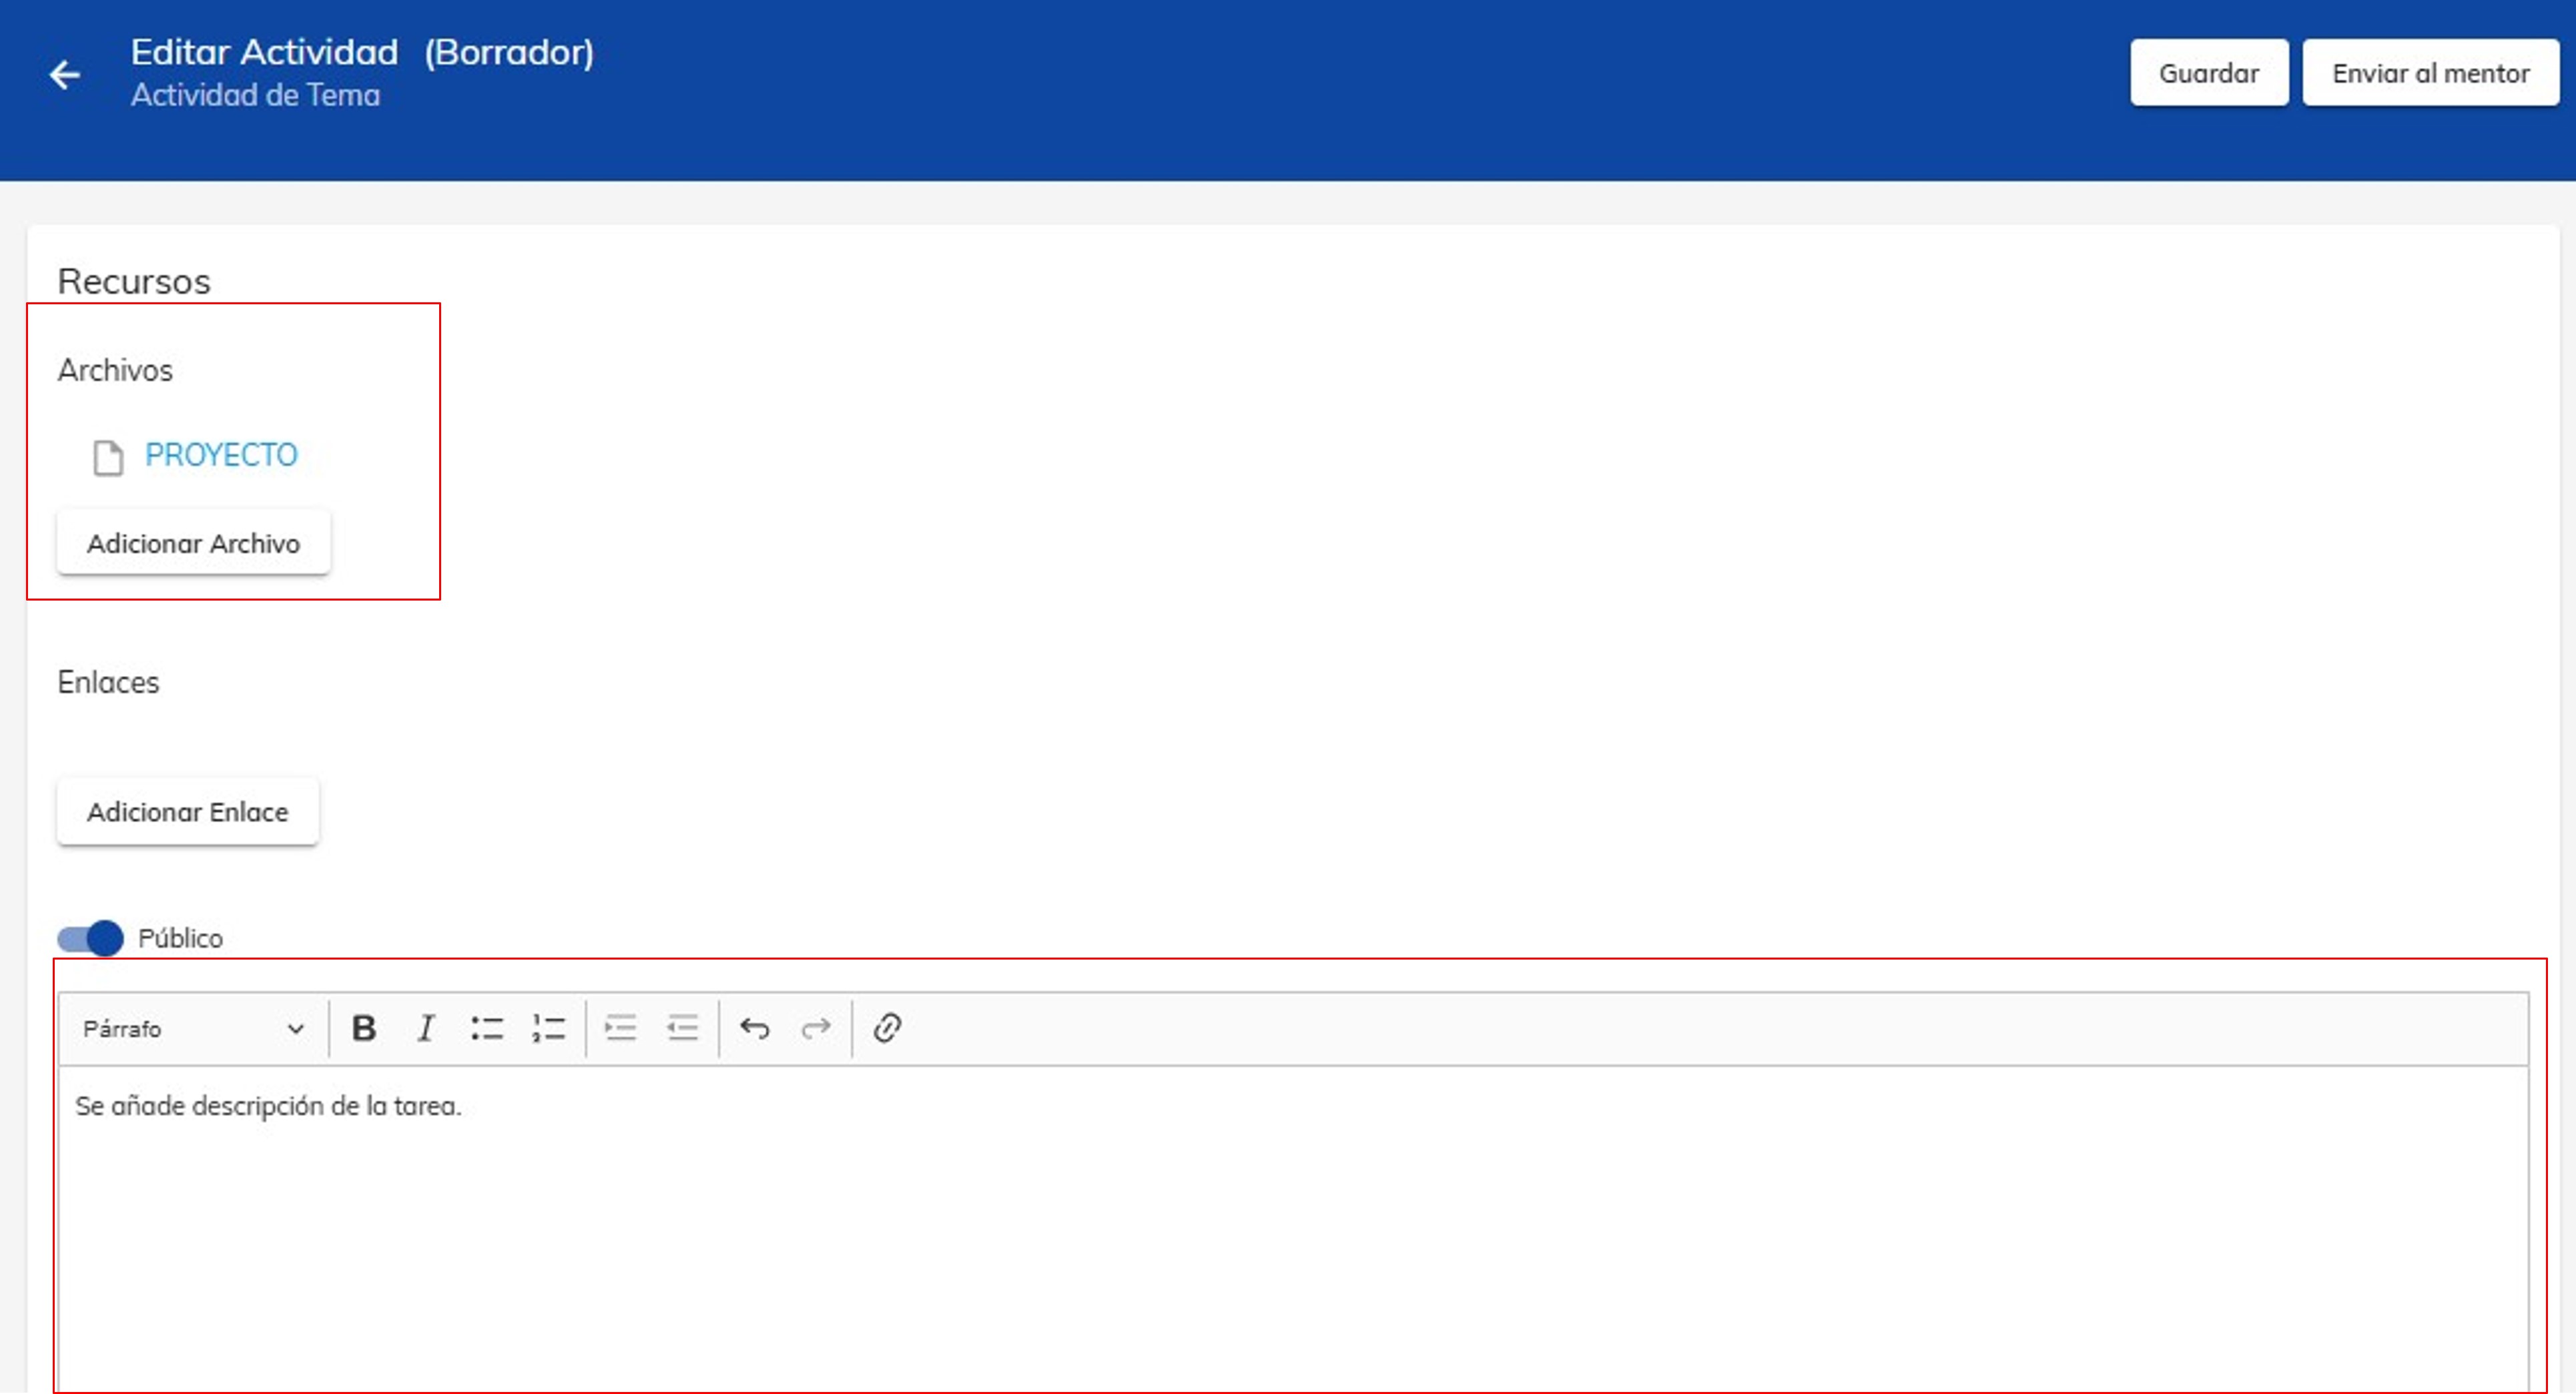 Editar Actividad (Borrador)
Actividad de Tema
Guardar
Enviar al mentor
Recursos
Archivos
PROYECTO
Adicionar Archivo
Enlaces
Adicionar Enlace
Público
Párrafo
Se añade descripción de la tarea.